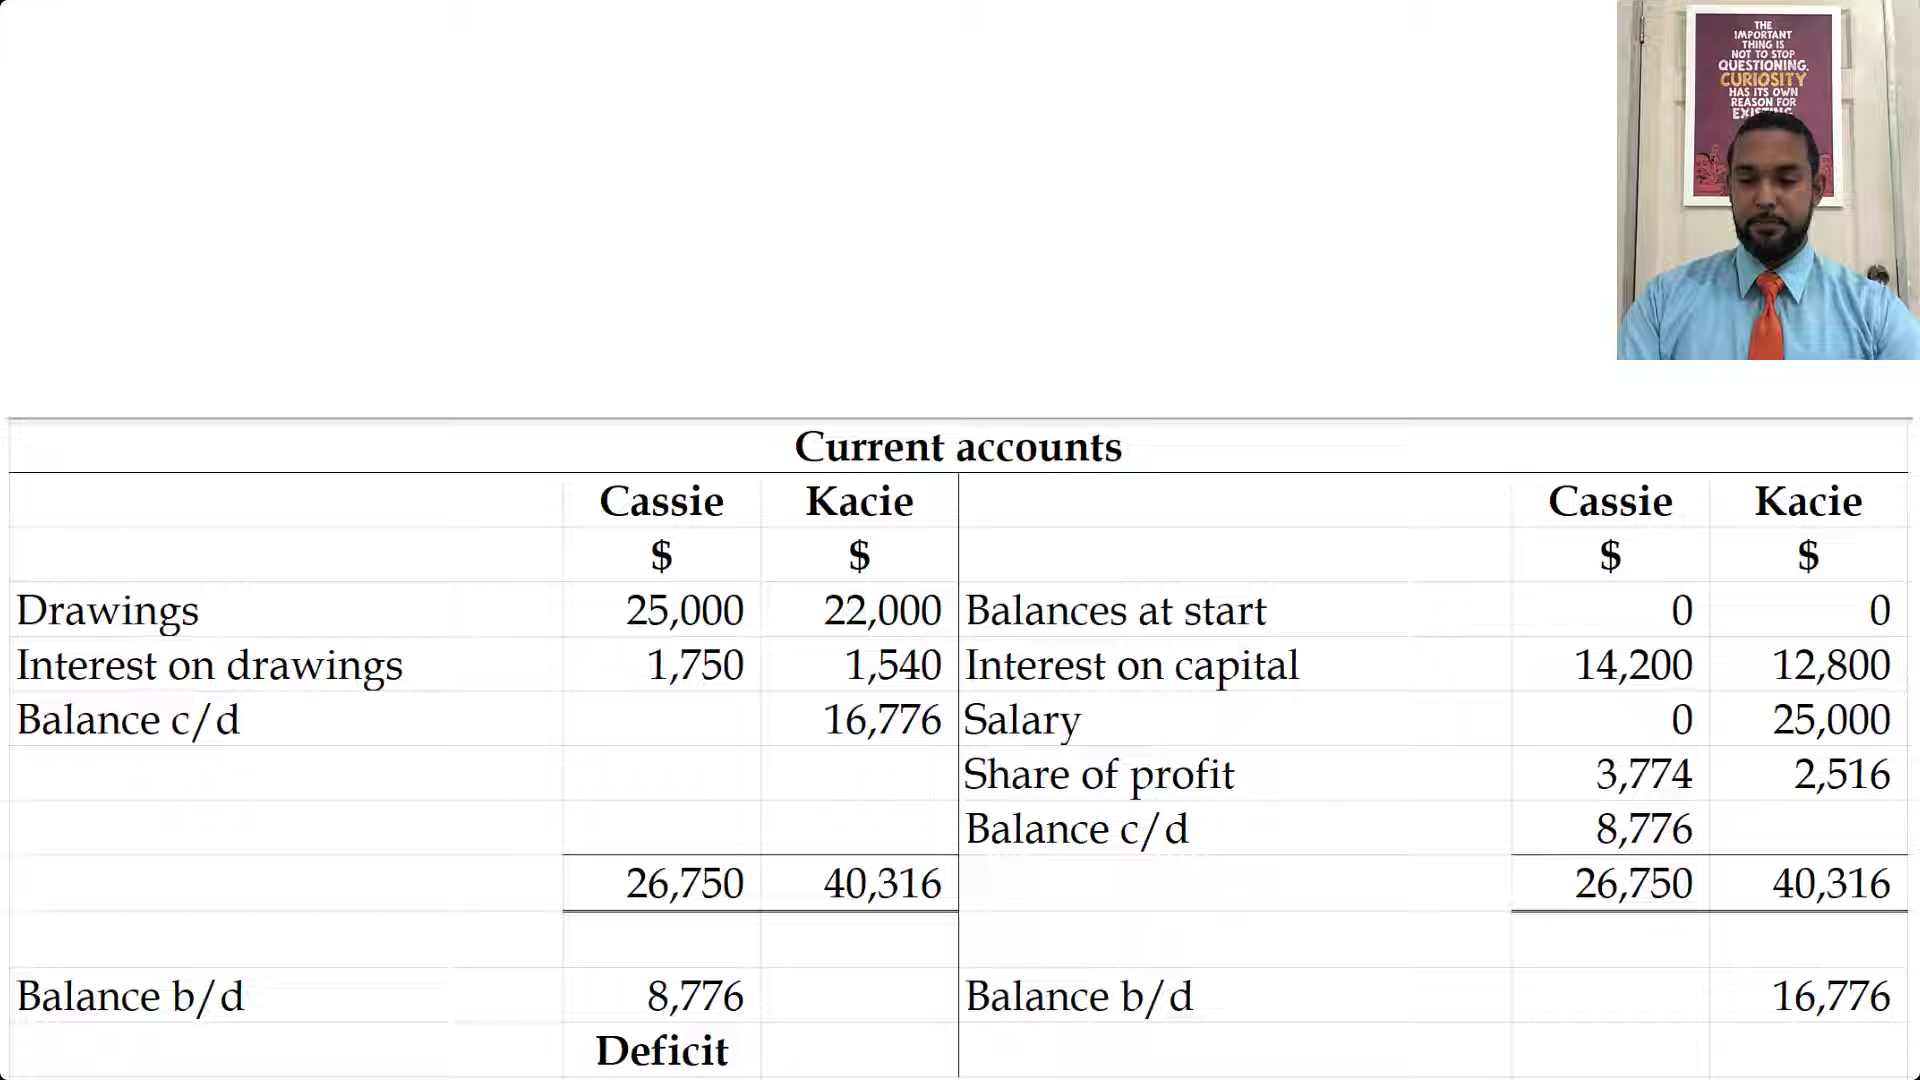 THE
IMPORTANT
THING IS
NOT TO STOP
QUESTIONING.
CURIOSITY
HAS ITS OWN
REASON FOR
EXISTING
Current accounts
Cassie Kacie Cassie Kacie
$ $ $ $
Drawings 25,000 22,000 Balances at start 0 0
Interest on drawings 1,750 1,540 Interest on capital 14,200 12,800
Balance c/d 16,776 Salary 0 25,000
Share of profit 3,774 2,516
Balance c/d 8,776
26,750 40,316 26,750 40,316
Balance b/d 8,776 Balance b/d 16,776
Deficit